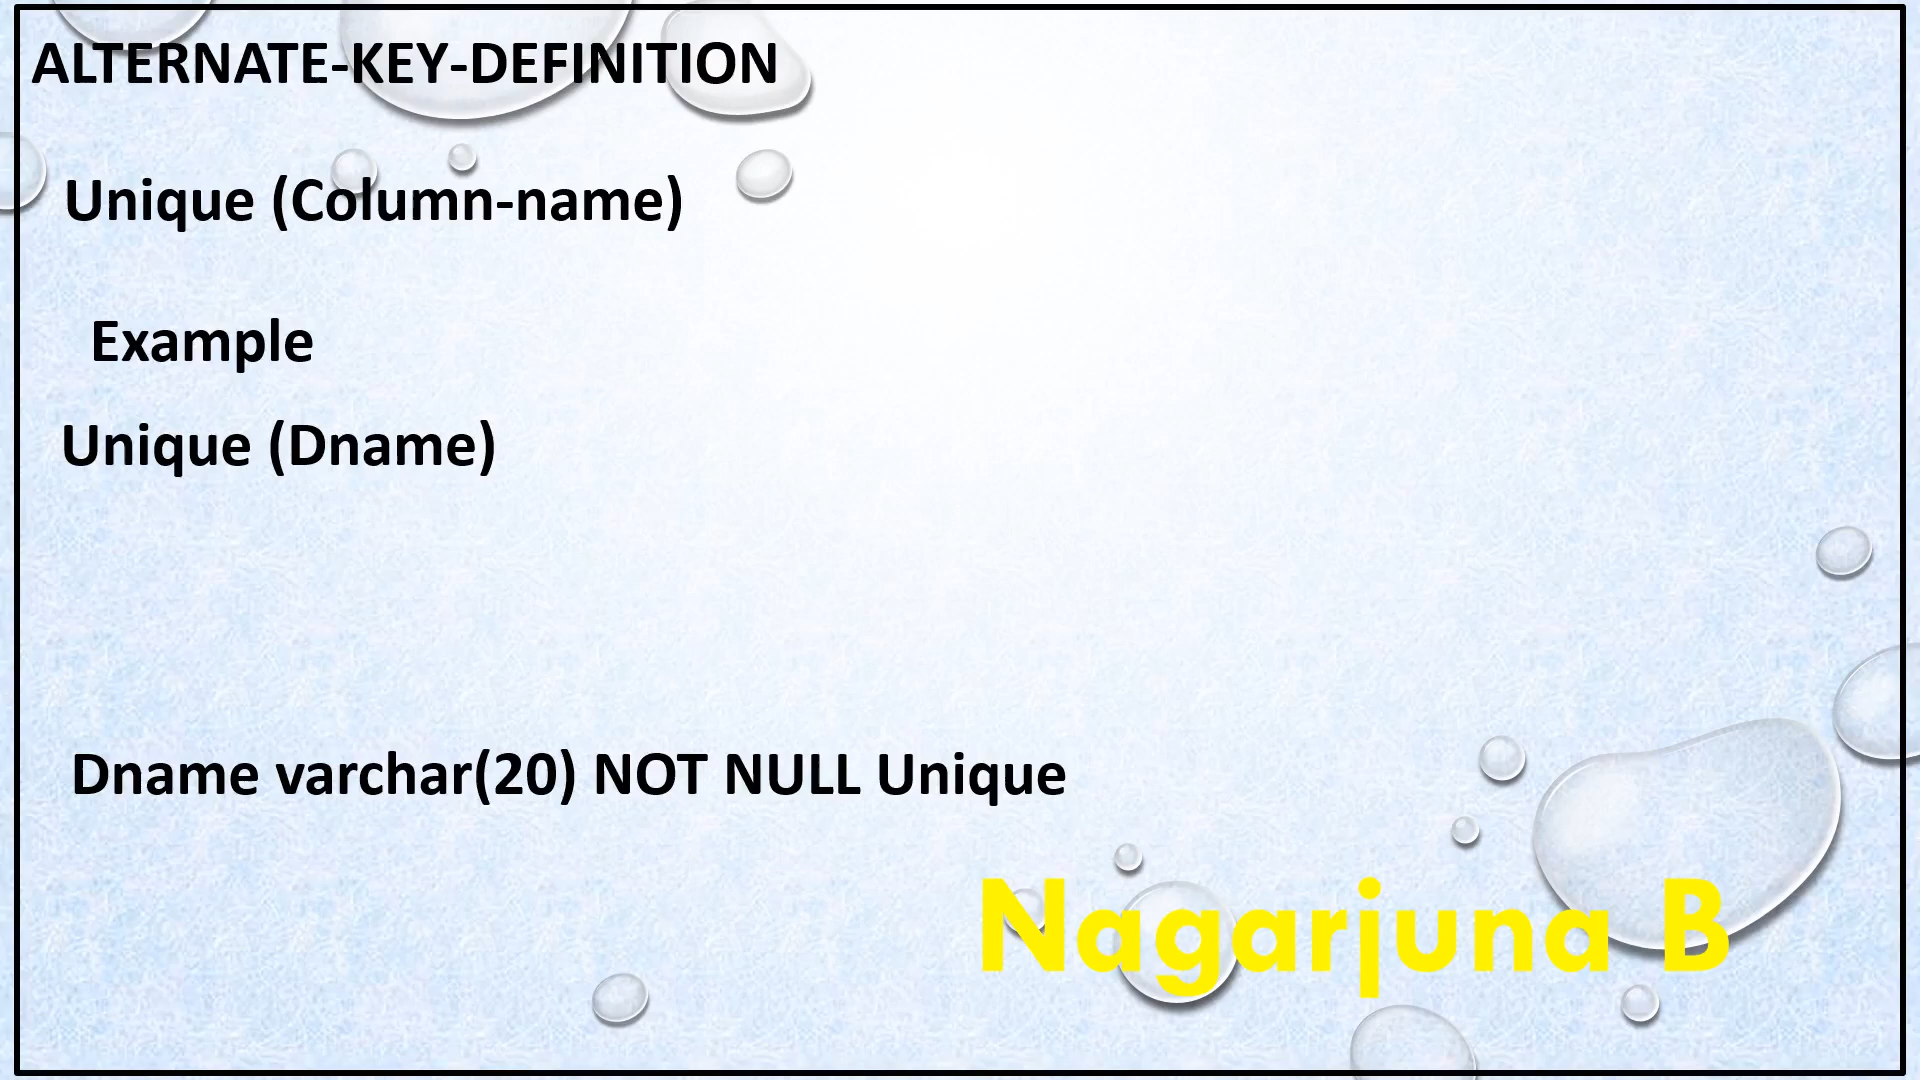 ALTERNATE-KEY-DEFINITION
Unique (Column-name)
Example
Unique (Dname)
Dname varchar(20) NOT NULL Unique
Nagarjuna B